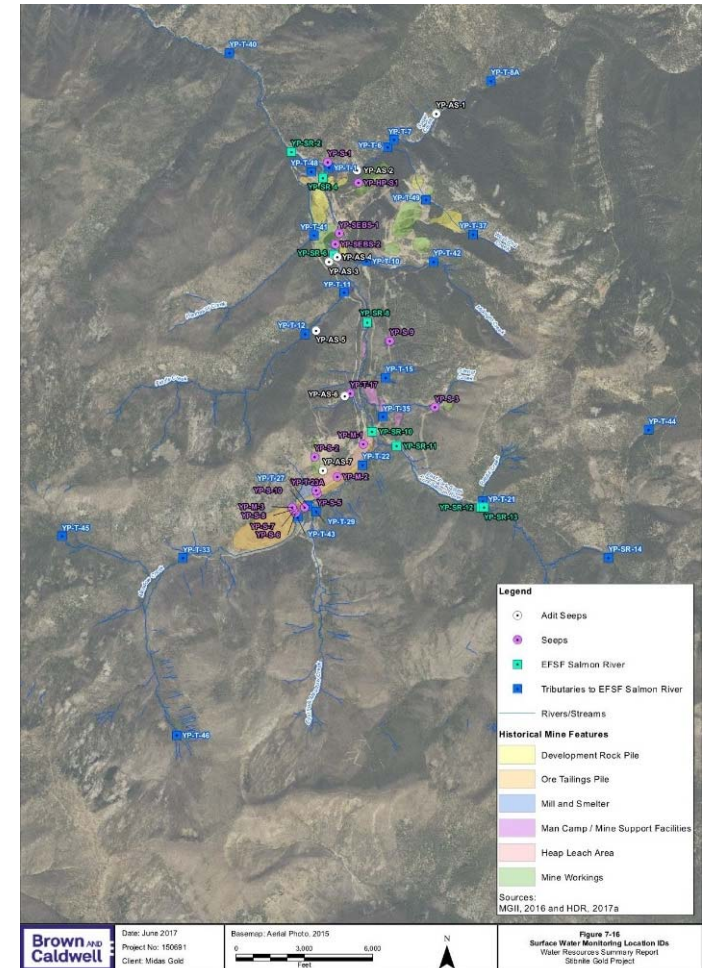 YP-T-40
YP-T-8A
YP-AS-1
YP-T-7
YP-T-6
YP-SR-2
YP-S-1
YP-T-48
YP-T-1
YP-AS-2
YP-SR-4
YP-HP-S1
YP-T-49
YP-T-41
YP-SEBS-1
YP-T-37
YP-SEBS-2
YP-SR-6
YP-AS-4
YP-AS-3
YP-T-10
YP-T-42
YP-T-11
YP-SR-8
YP-T-12
YP-AS-5
YP-S-9
YP-T-15
YP-T-17
YP-AS-6
YP-S-3
YP-T-35
YP-T-44
YP-SR-10
YP-M-1
YP-SR-11
YP-S-2
YP-AS-7
YP-T-22
YP-T-27
YP-M-2
YP-T-23A
YP-S-10
YP-T-21
YP-M-3
YP-S-5
YP-SR-12
YP-SR-13
YP-S-8
YP-S-7
YP-T-29
YP-S-6
YP-T-43
YP-T-45
YP-T-33
YP-SR-14
Meadow Creek
YP-T-46
Legend
Adit Seeps
Seeps
EFSF Salmon River
Tributaries to EFSF Salmon River
Rivers/Streams
Historical Mine Features
Development Rock Pile
Ore Tailings Pile
Mill and Smelter
Man Camp / Mine Support Facilities
Heap Leach Area
Mine Workings
Sources:
MGII, 2016 and HDR, 2017a
Brown AND
Caldwell
Date: June 2017
Project No: 150691
Client: Midas Gold
Basemap: Aerial Photo, 2015
0 3,000 6,000
Feet
N
Figure 7-16
Surface Water Monitoring Location IDs
Water Resources Summary Report
Stibnite Gold Project